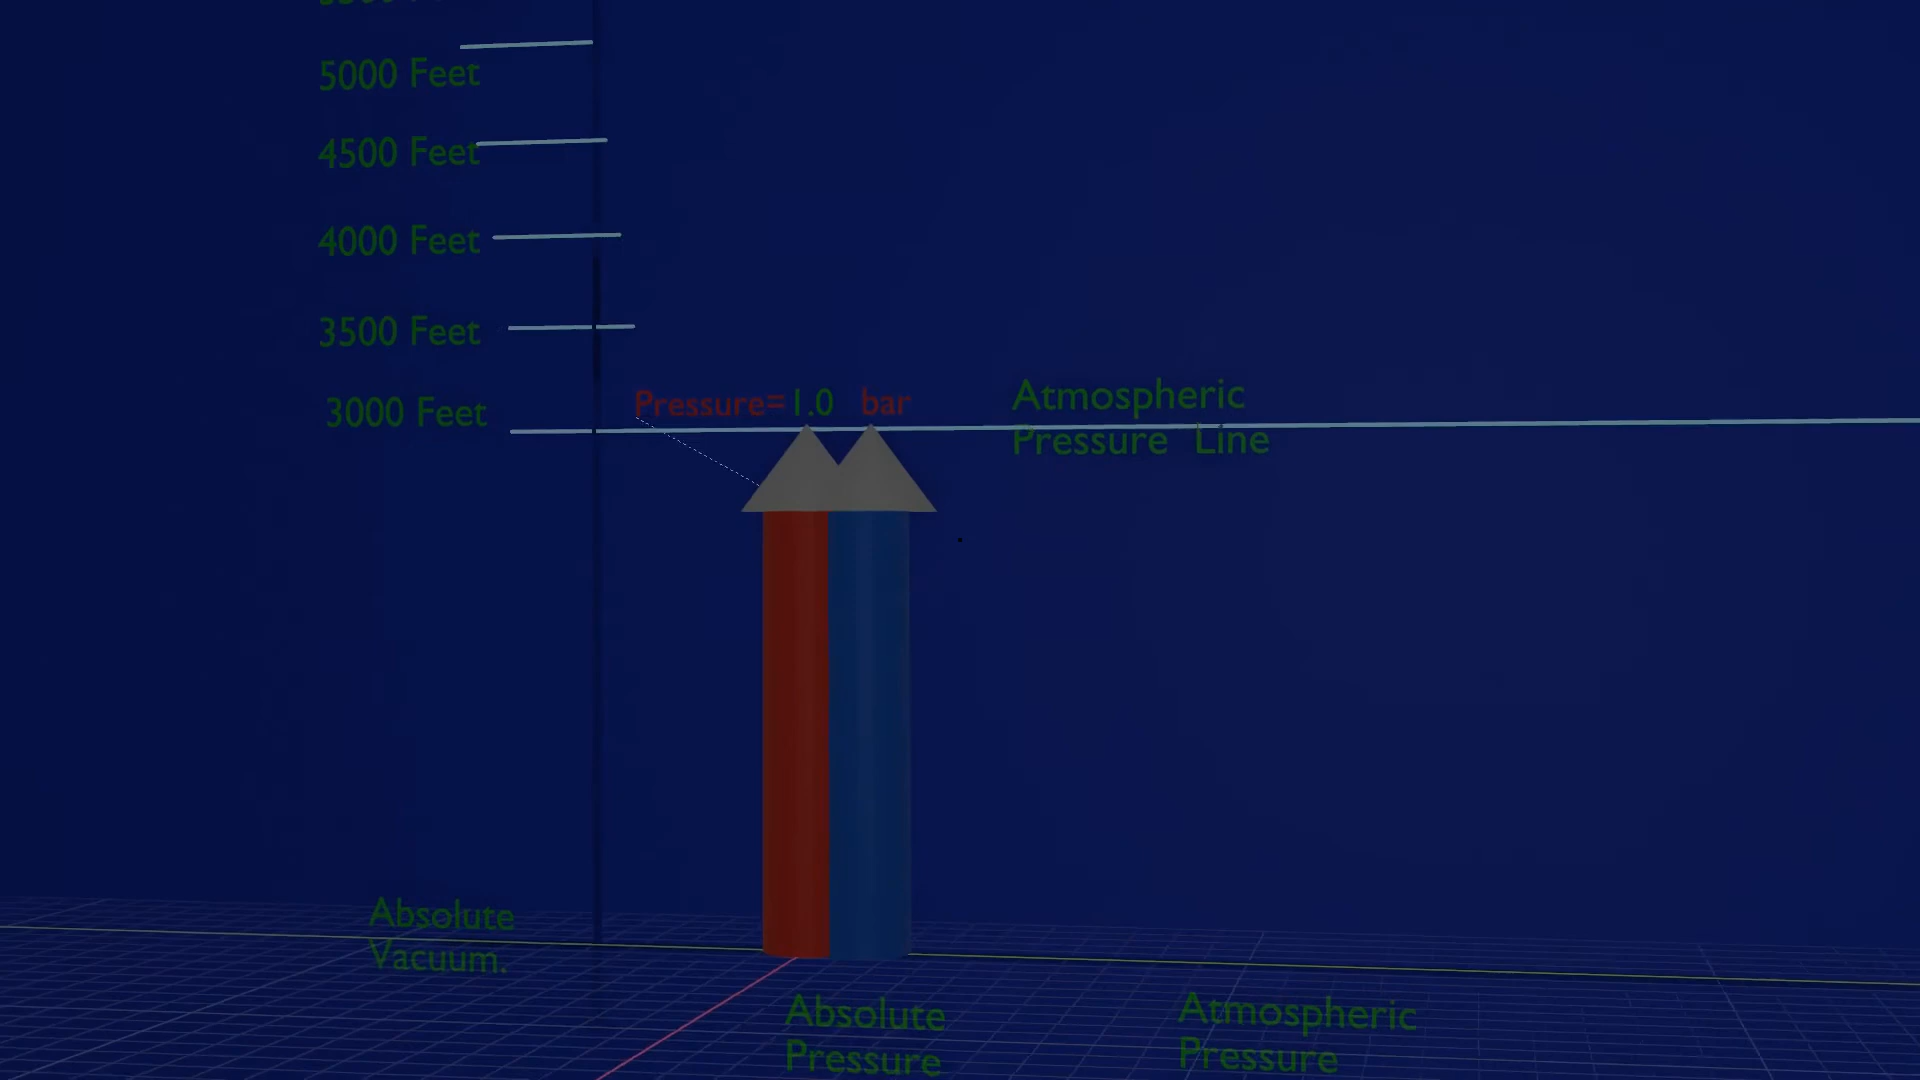 5000 Feet
4500 Feet
4000 Feet
3500 Feet
3000 Feet
Pressure= 1.0 bar
Atmospheric
Pressure Line
Absolute
Vacuum.
Absolute
Pressure
Atmospheric
Pressure